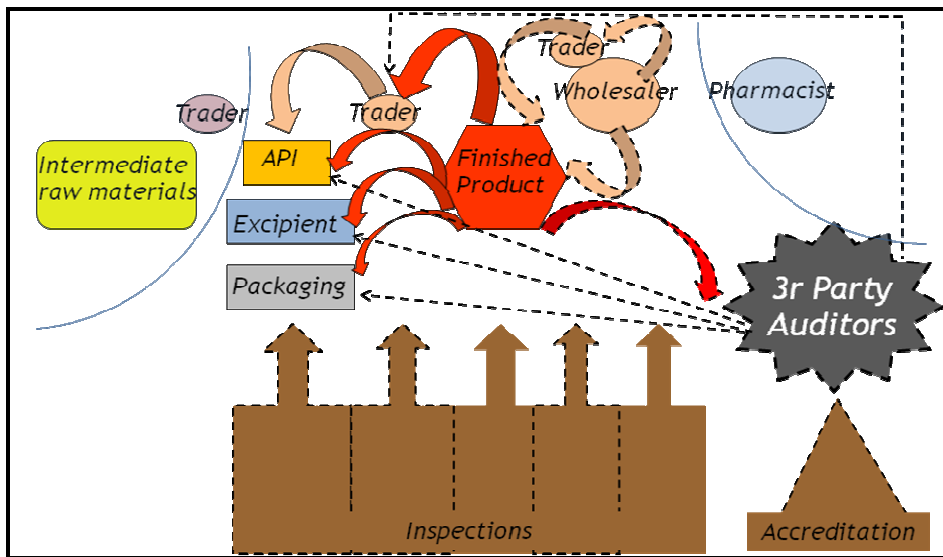 Trader
Wholesaler
Pharmacist
Trader
Trader
Intermediate
raw materials
API
Finished
Product
Excipient
Packaging
3r Party
Auditors
Inspections
Accreditation